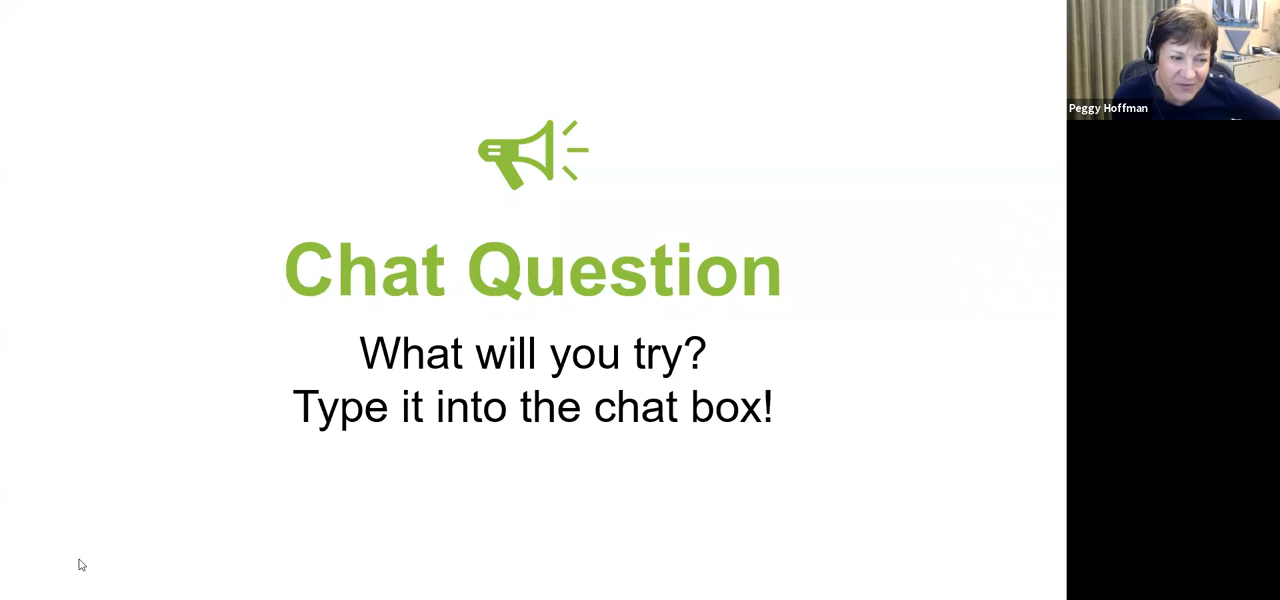 Chat Question
What will you try?
Type it into the chat box!
Peggy Hoffman